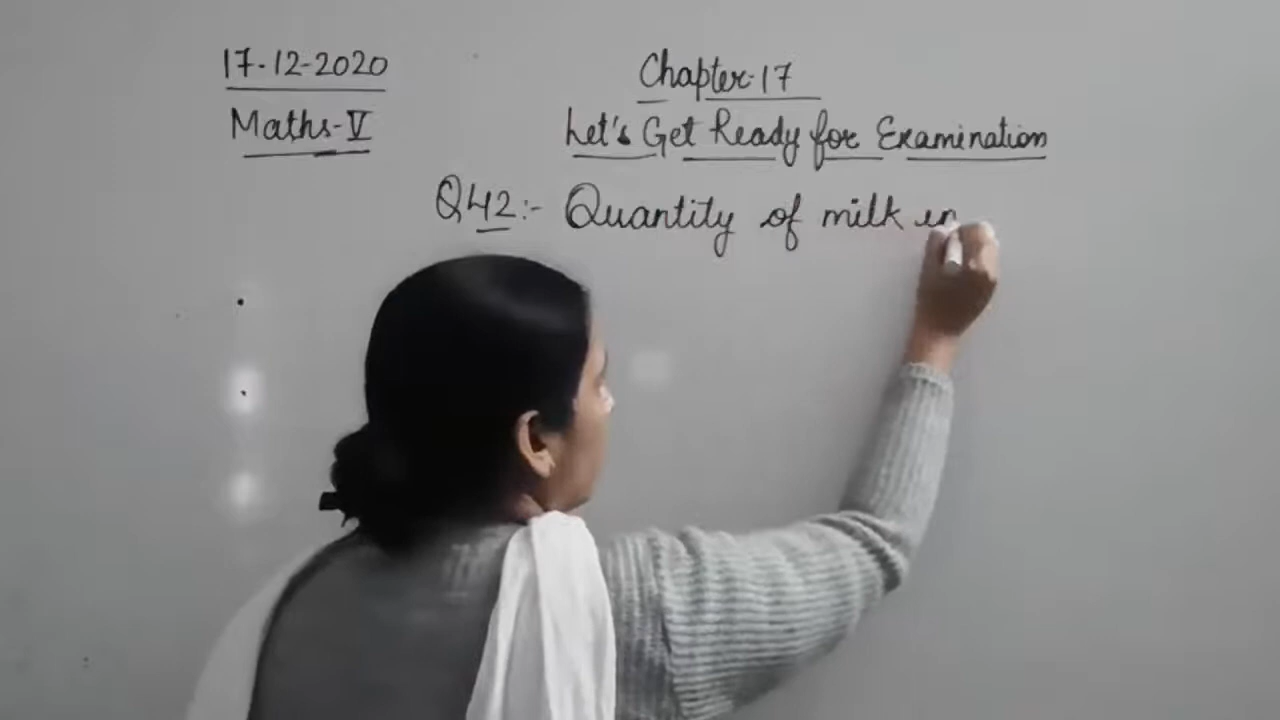 17-12-2020
Maths-V
Chapter-17
Let's Get Ready for Examination
Q42:- Quantity of milk in